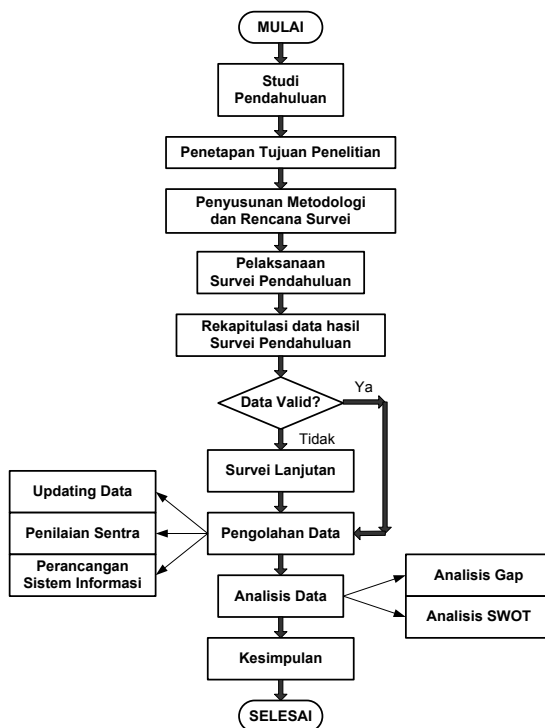 MULAI
Studi
Pendahuluan
Penetapan Tujuan Penelitian
Penyusunan Metodologi
dan Rencana Survei
Pelaksanaan
Survei Pendahuluan
Rekapitulasi data hasil
Survei Pendahuluan
Data Valid?
Ya
Tidak
Survei Lanjutan
Updating Data
Penilaian Sentra
Perancangan
Sistem Informasi
Pengolahan Data
Analisis Data
Analisis Gap
Analisis SWOT
Kesimpulan
SELESAI